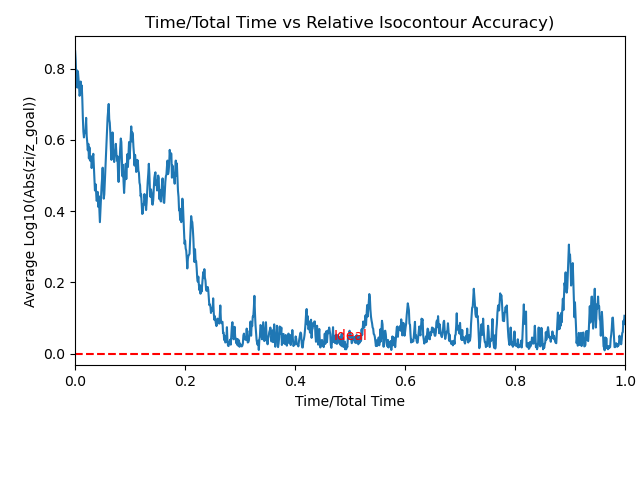 Time/Total Time vs Relative Isocontour Accuracy)
Average Log10(Abs(zi/z_goal))
0.8
0.6
0.4
0.2
0.0
Ideal
0.0 0.2 0.4 0.6 0.8 1.0
Time/Total Time